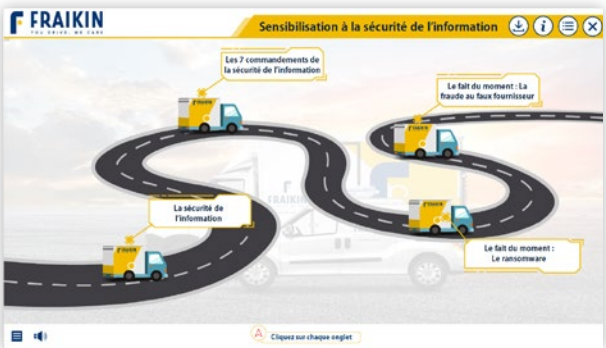 FRAIKIN
YOU DRIVE, WE CARE
Sensibilisation à la sécurité de l'information
Les 7 commandements de
la sécurité de l'information
Le fait du moment : La
fraude au faux fournisseur
La sécurité de
l'information
Le fait du moment :
Le ransomware
Cliquez sur chaque onglet